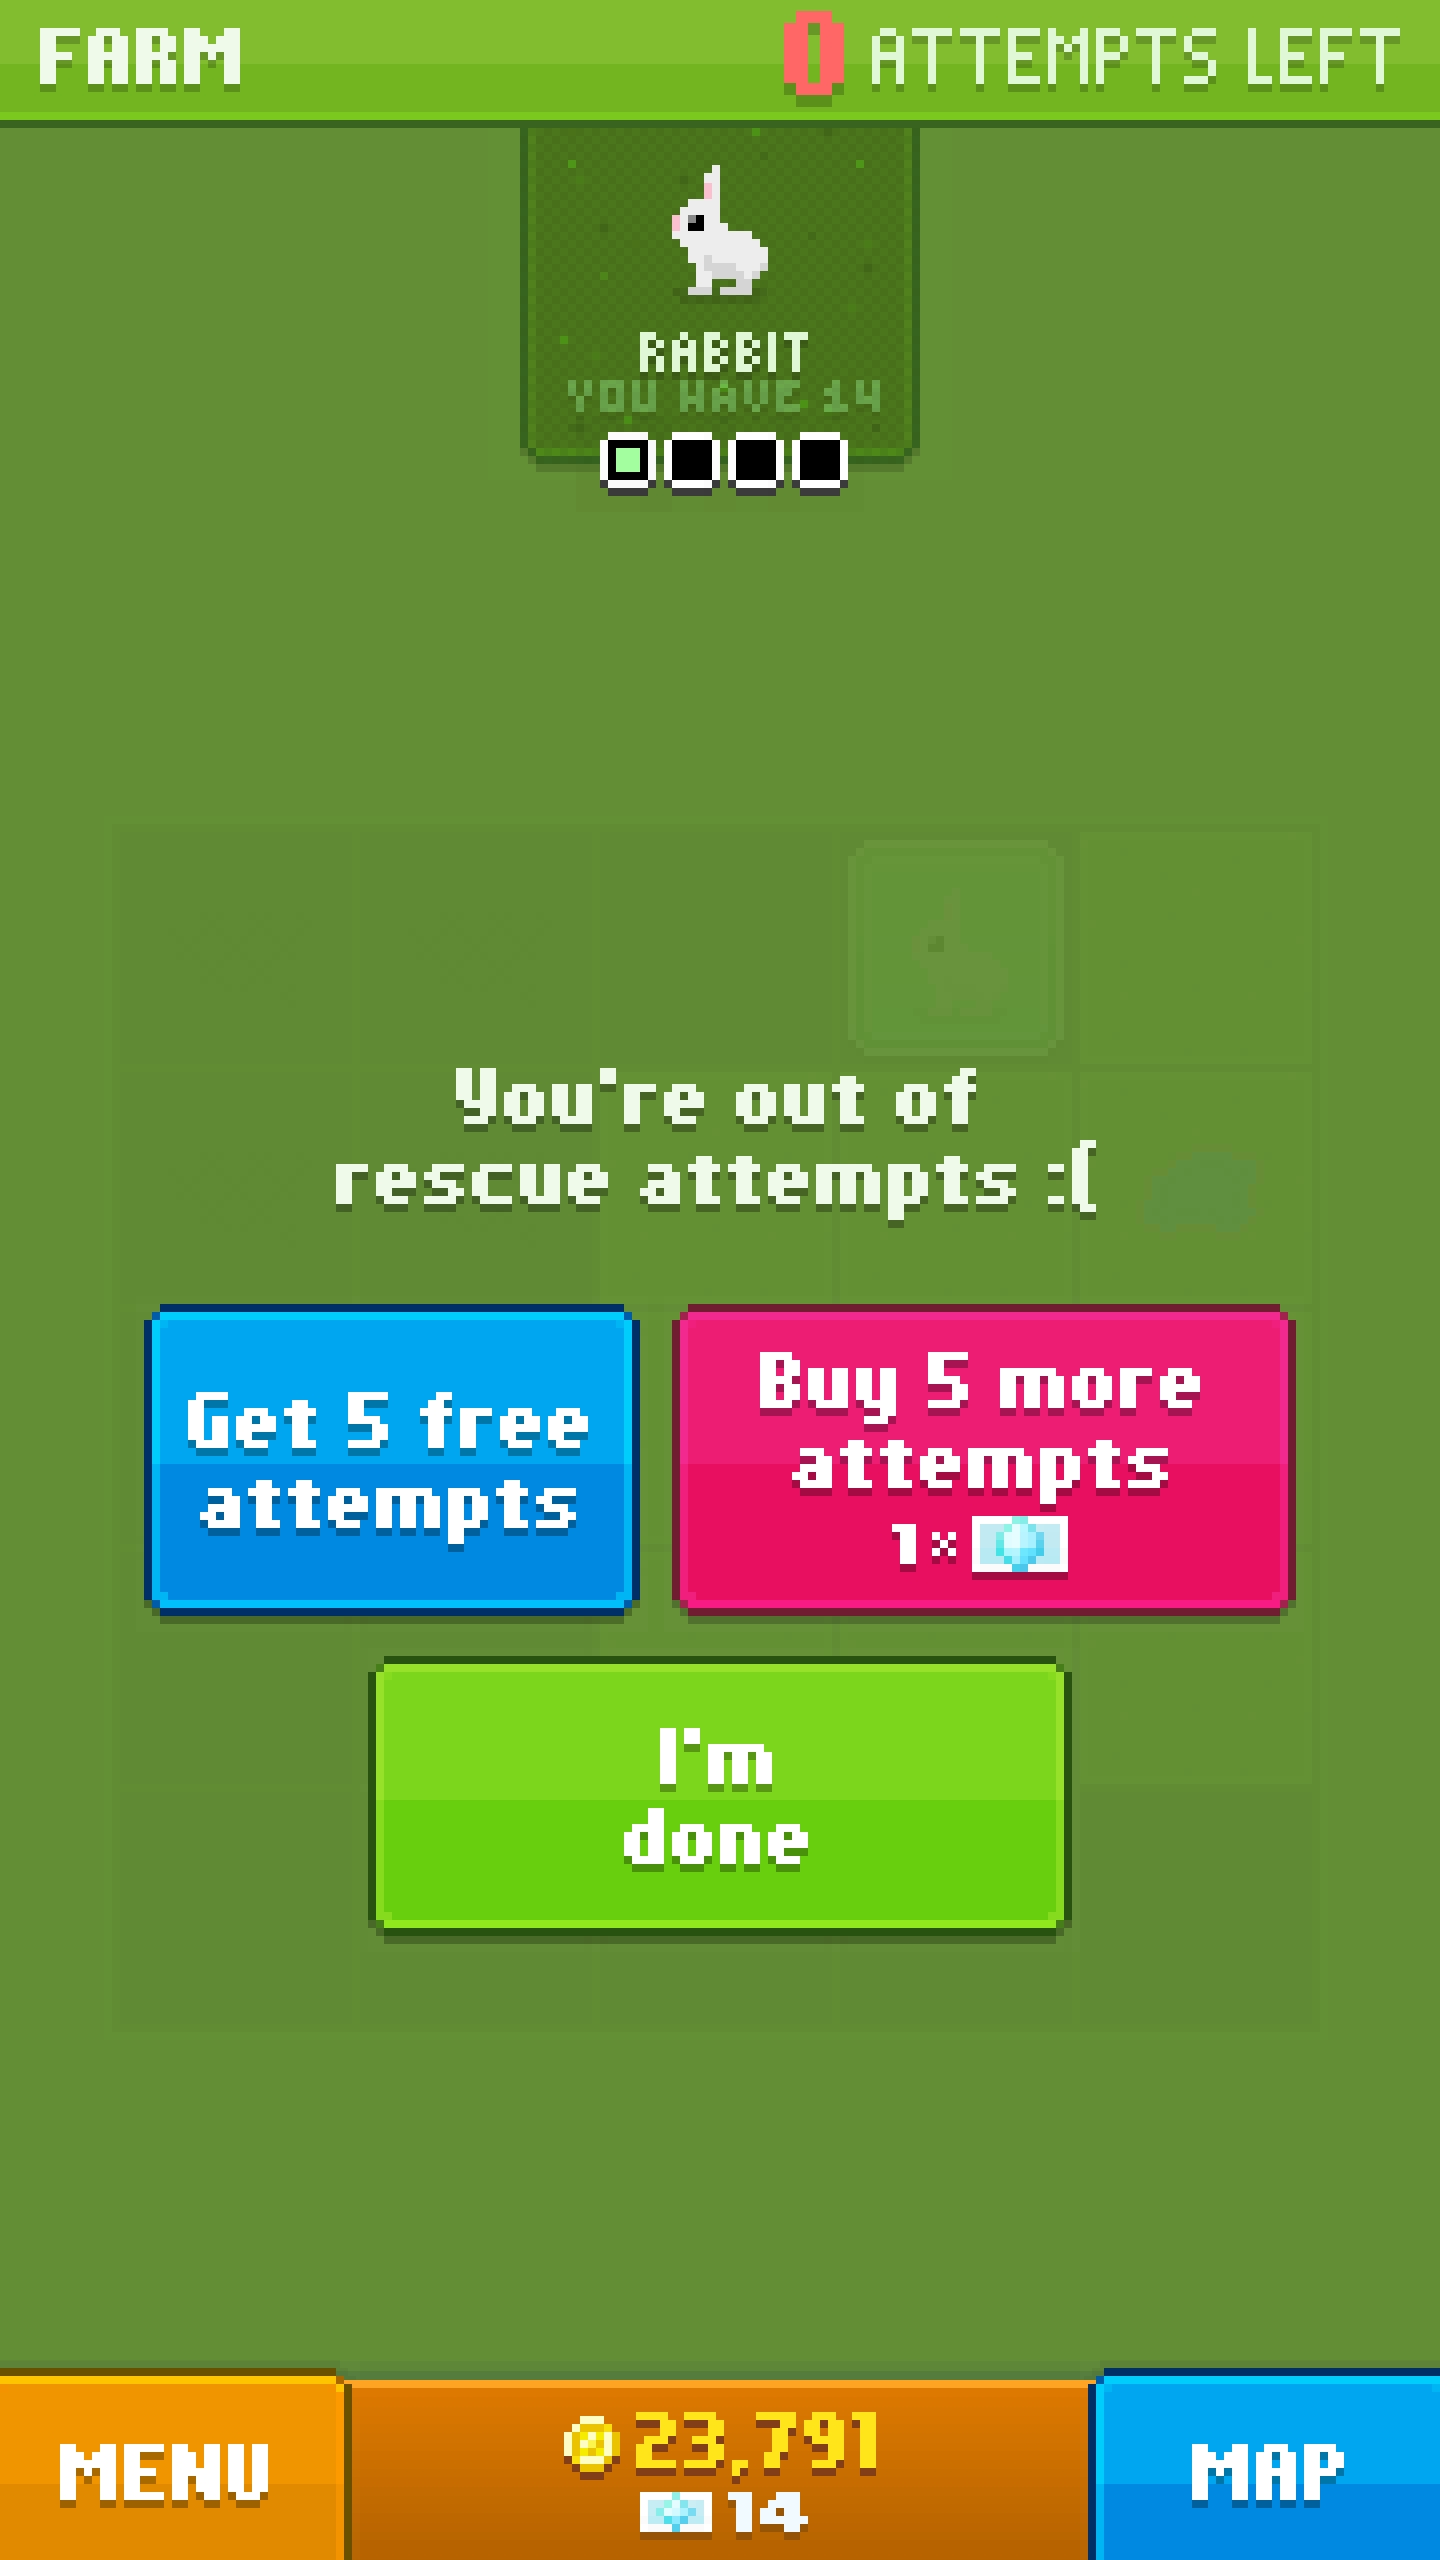 FARM
0 ATTEMPTS LEFT
RABBIT
YOU HAVE 14
You're out of
rescue attempts :(
Get 5 free
attempts
Buy 5 more
attempts
1×
I'm
done
MENU
23,791
14
MAP